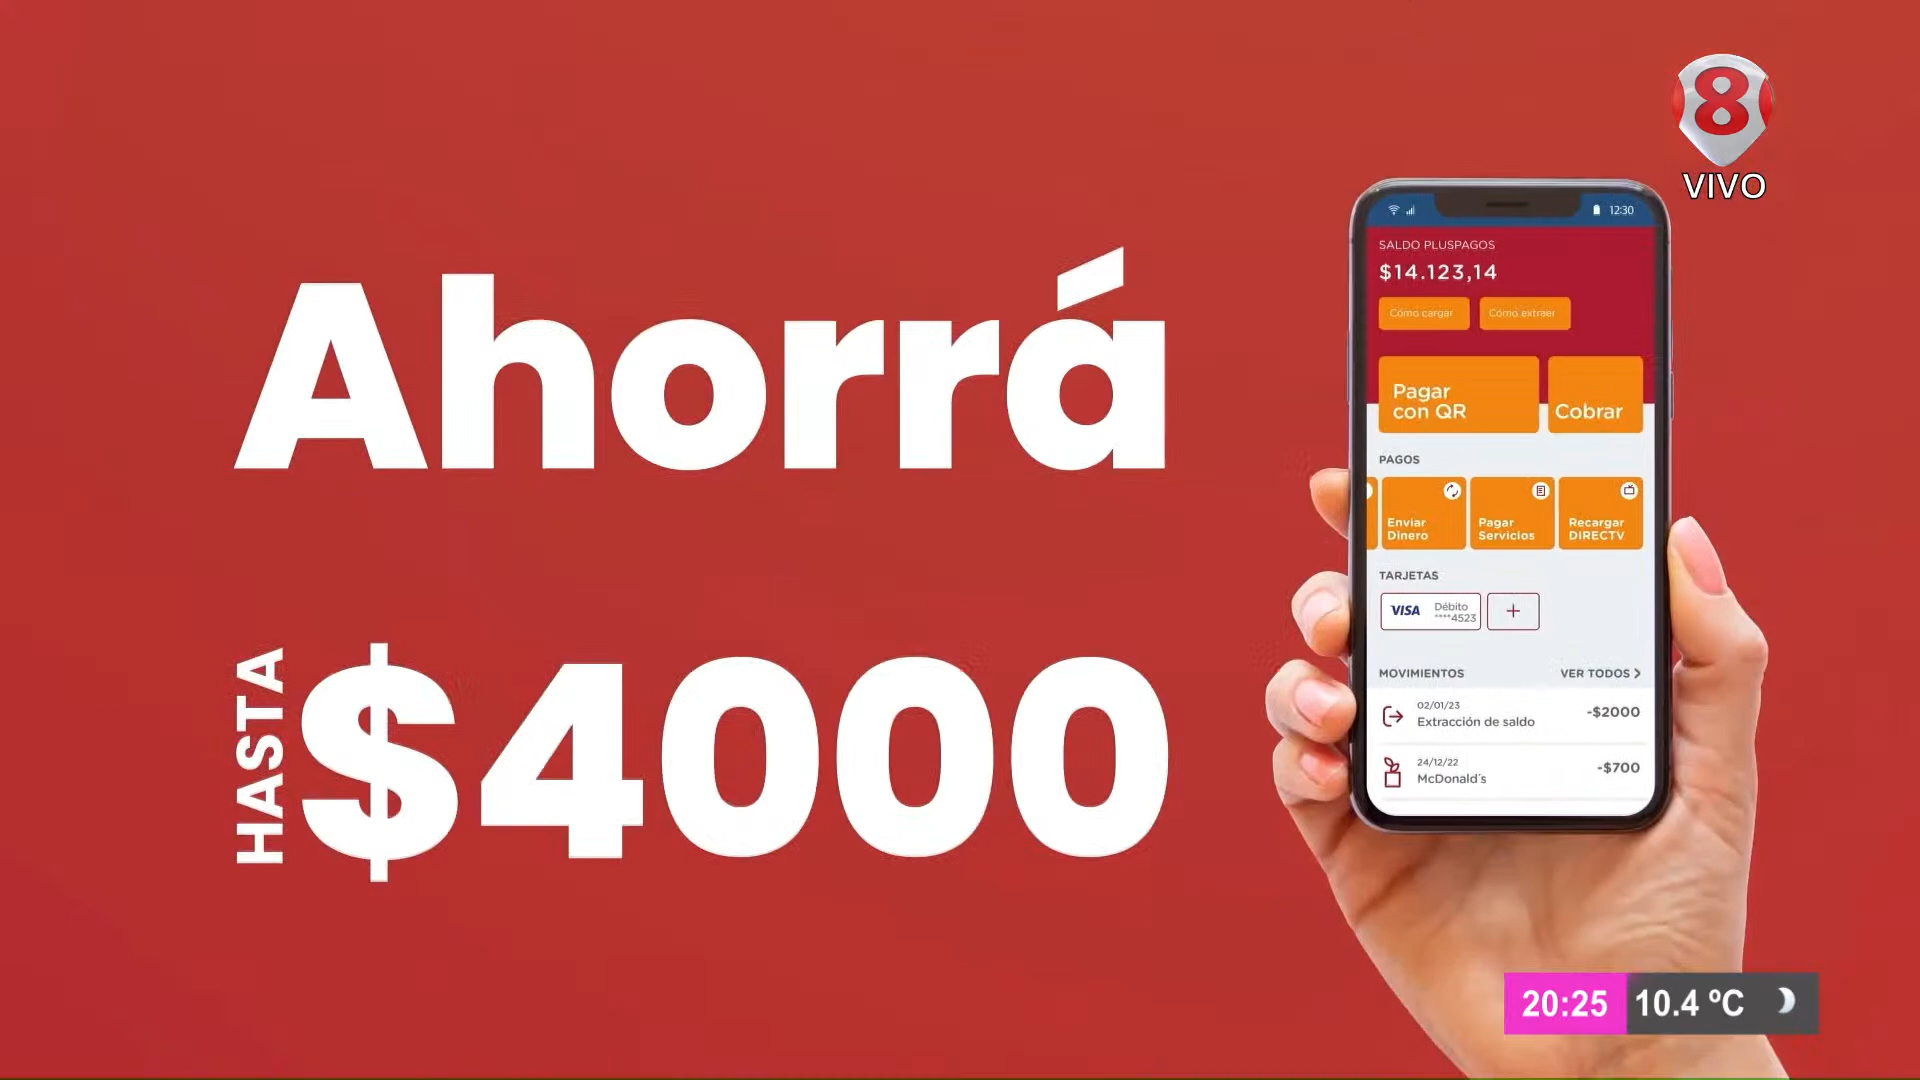 8
VIVO
Ahorrá
HASTA
$4000
12:30
SALDO PLUSPAGOS
$14.123,14
Cómo cargar
Cómo extraer
Pagar
con QR
Cobrar
PAGOS
Enviar
Dinero
Pagar
Servicios
Recargar
DIRECTV
TARJETAS
VISA
Débito
****4523
+
MOVIMIENTOS
VER TODOS >
02/01/23
Extracción de saldo
-$2000
24/12/22
McDonald's
-$700
20:25
10.4 ºC